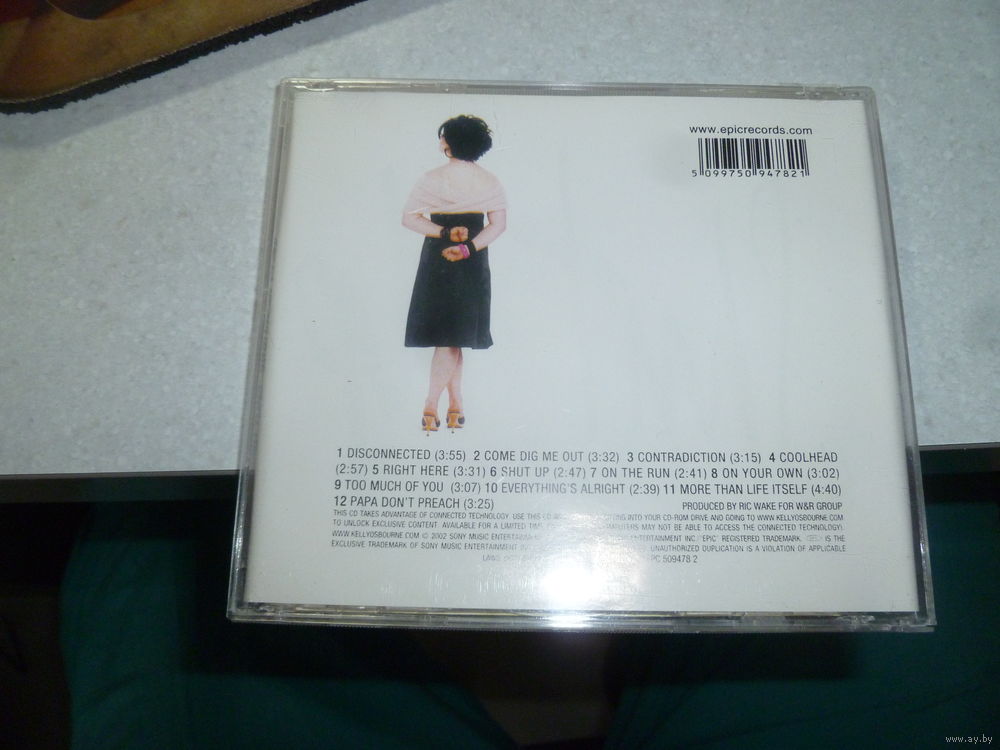 www.epicrecords.com
5 099750 947821
1 DISCONNECTED (3:55) 2 COME DIG ME OUT (3:32) 3 CONTRADICTION (3:15) 4 COOLHEAD
(2:57) 5 RIGHT HERE (3:31) 6 SHUT UP (2:47) 7 ON THE RUN (2:41) 8 ON YOUR OWN (3:02)
9 TOO MUCH OF YOU (3:07) 10 EVERYTHING'S ALRIGHT (2:39) 11 MORE THAN LIFE ITSELF (4:40)
12 PAPA DON'T PREACH (3:25)
PRODUCED BY RIC WAKE FOR W&R GROUP
THIS CD TAKES ADVANTAGE OF CONNECTED TECHNOLOGY. USE THIS CD INTO YOUR CD-ROM DRIVE AND GOING TO WWW.KELLYOSBOURNE.COM
TO UNLOCK EXCLUSIVE CONTENT. AVAILABLE FOR A LIMITED TIME. COMPUTERS MAY NOT BE ABLE TO ACCESS THE CONNECTED TECHNOLOGY.
WWW.KELLYOSBOURNE.COM © 2002 SONY MUSIC ENTERTAINMENT ENTERTAINMENT INC./"EPIC" REGISTERED TRADEMARK. IS THE
EXCLUSIVE TRADEMARK OF SONY MUSIC ENTERTAINMENT INC. UNAUTHORIZED DUPLICATION IS A VIOLATION OF APPLICABLE
LAWS. EPC 509478 2
www.ay.by